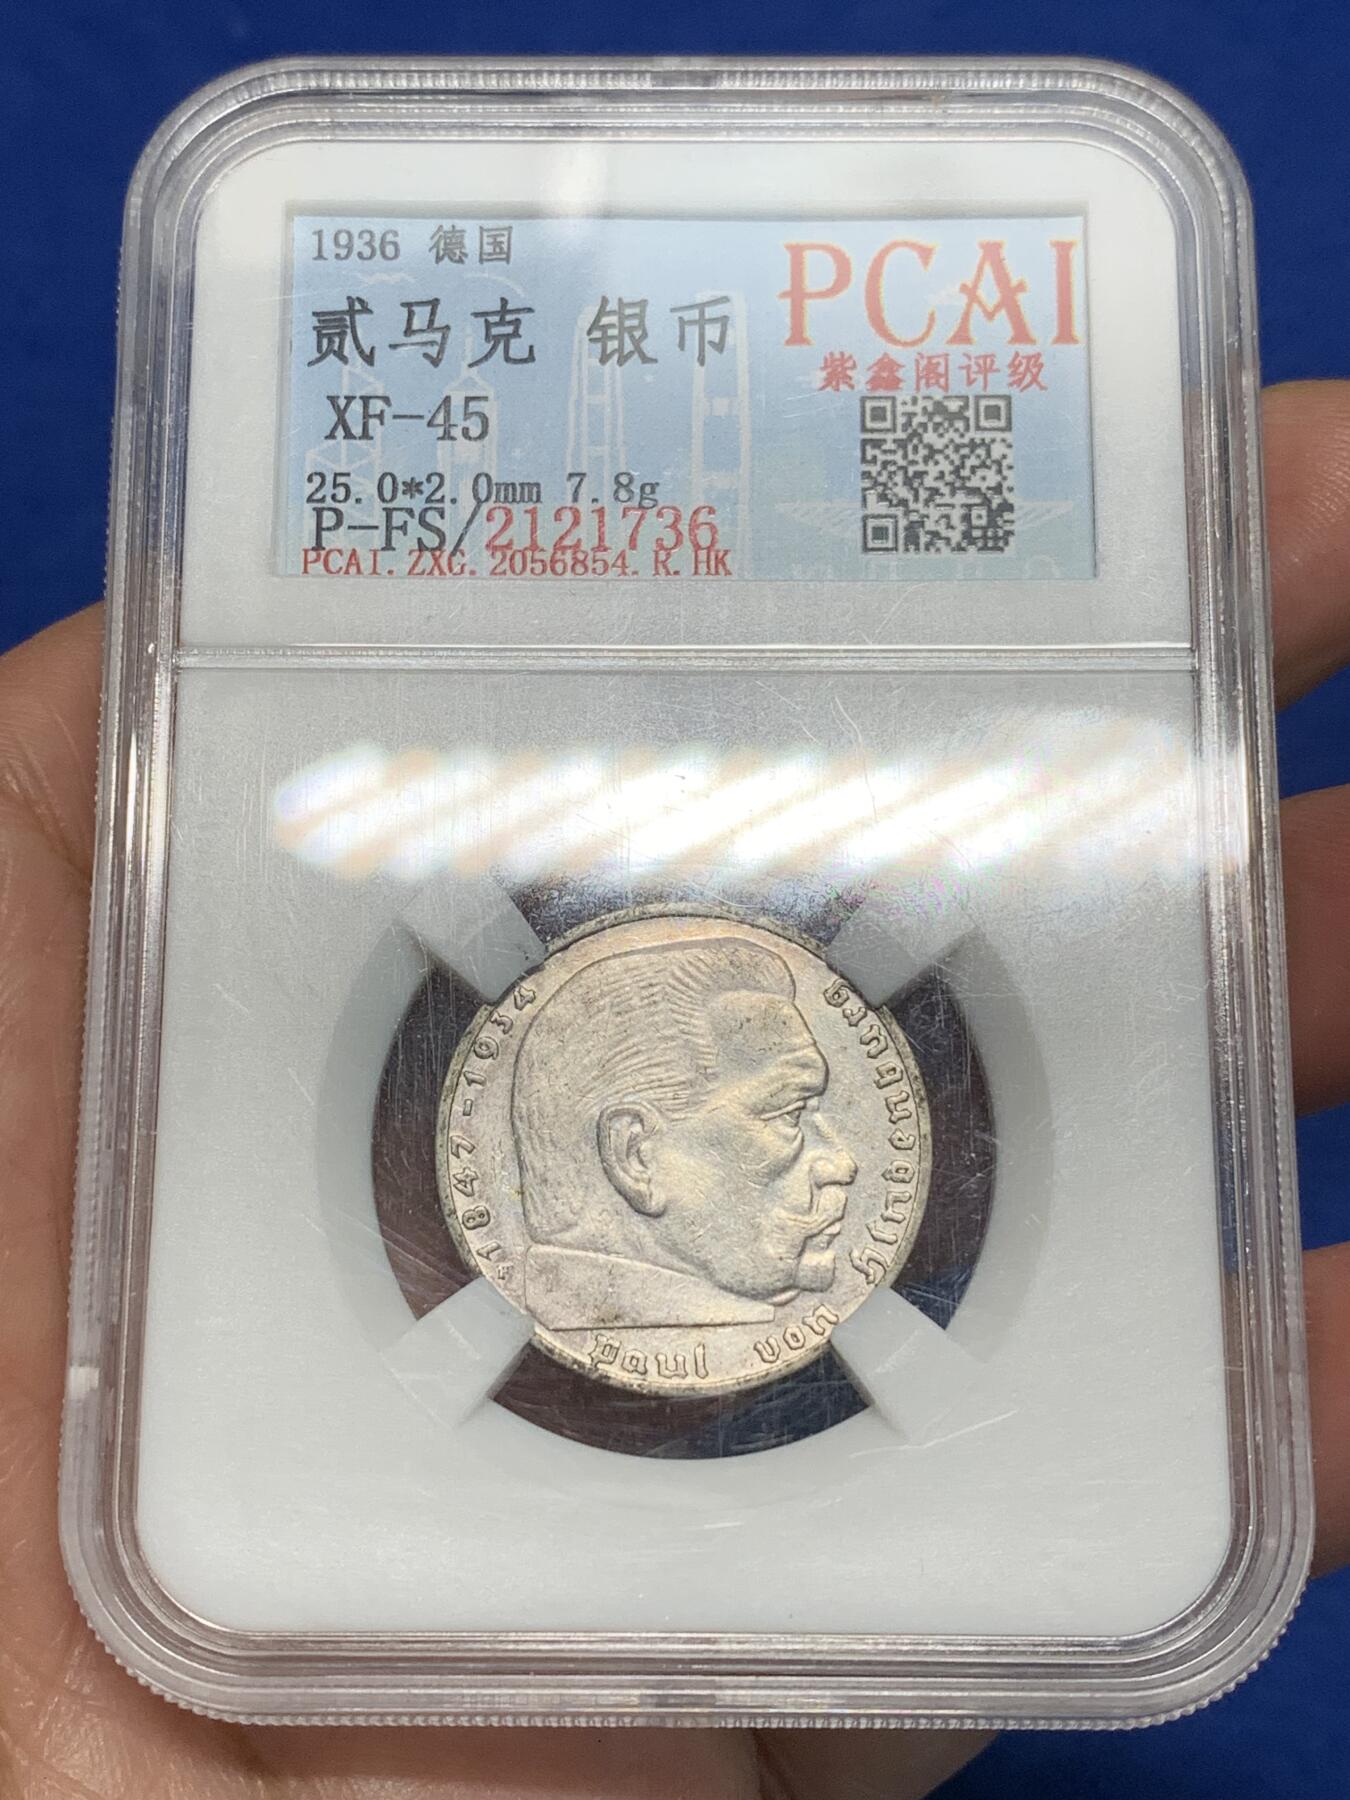 1936 德国
贰马克 银币
XF-45
25.0*2.0mm 7.8g
P-FS/2121736
PCAI.ZXG.2056854.R.HK
PCAI
紫鑫阁评级
1847-1934
Paul von
Hindenburg